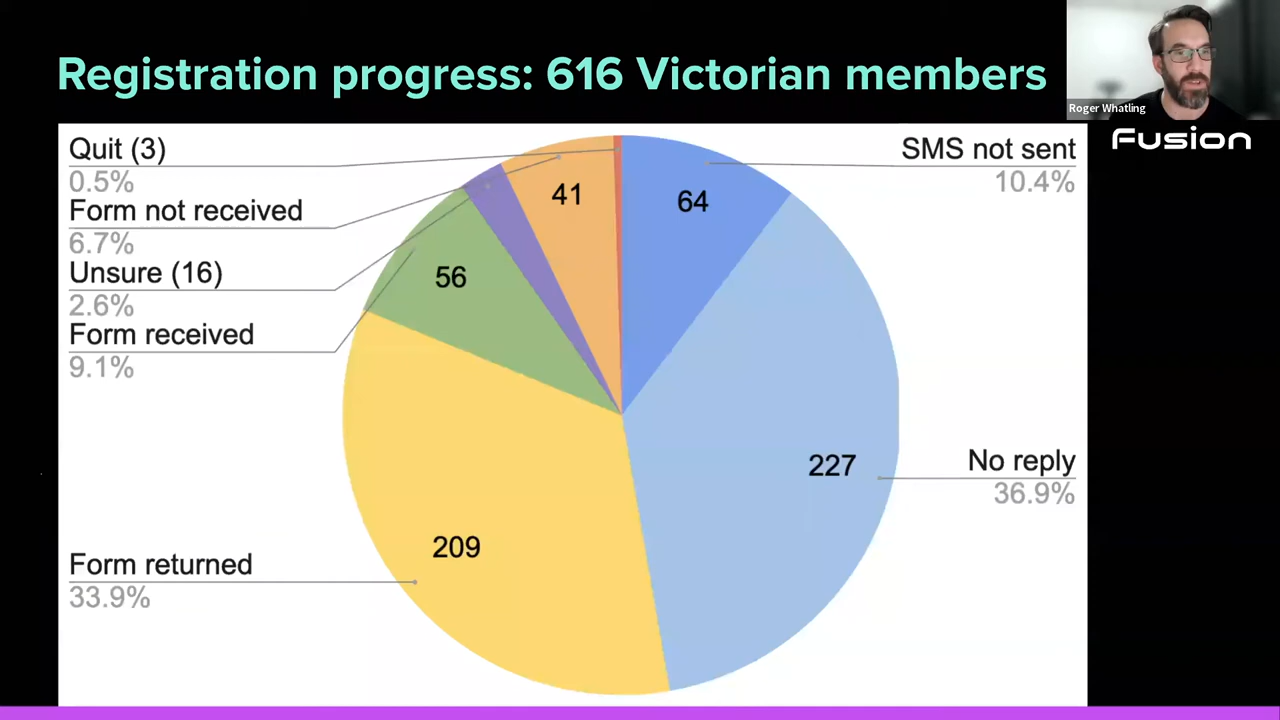 Registration progress: 616 Victorian members
Roger Whatling
Fusion
Quit (3)
0.5%
Form not received
6.7%
Unsure (16)
2.6%
Form received
9.1%
Form returned
33.9%
SMS not sent
10.4%
No reply
36.9%
41
64
56
227
209